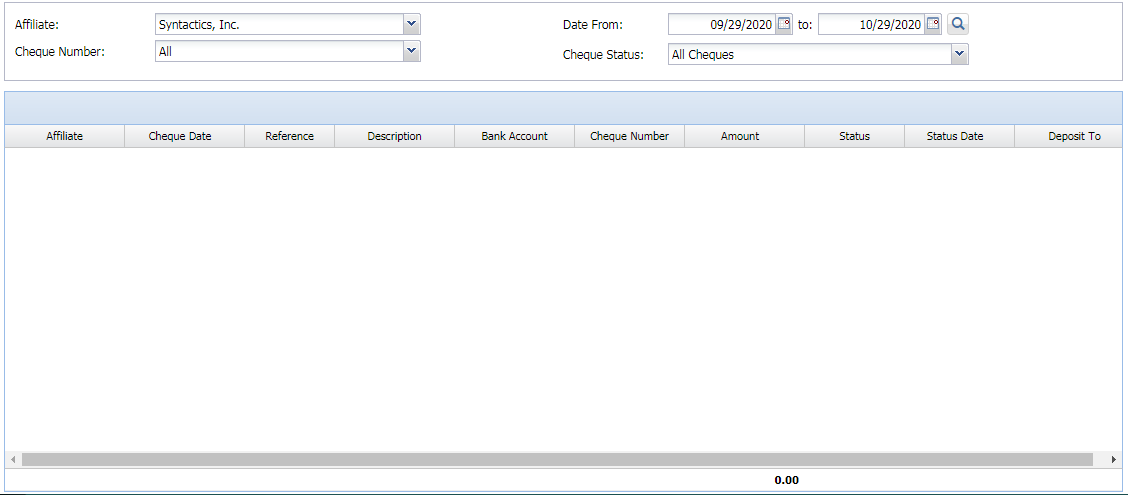 Affiliate: Syntactics, Inc. Date From: 09/29/2020 to: 10/29/2020
Cheque Number: All Cheque Status: All Cheques
Affiliate Cheque Date Reference Description Bank Account Cheque Number Amount Status Status Date Deposit To
0.00